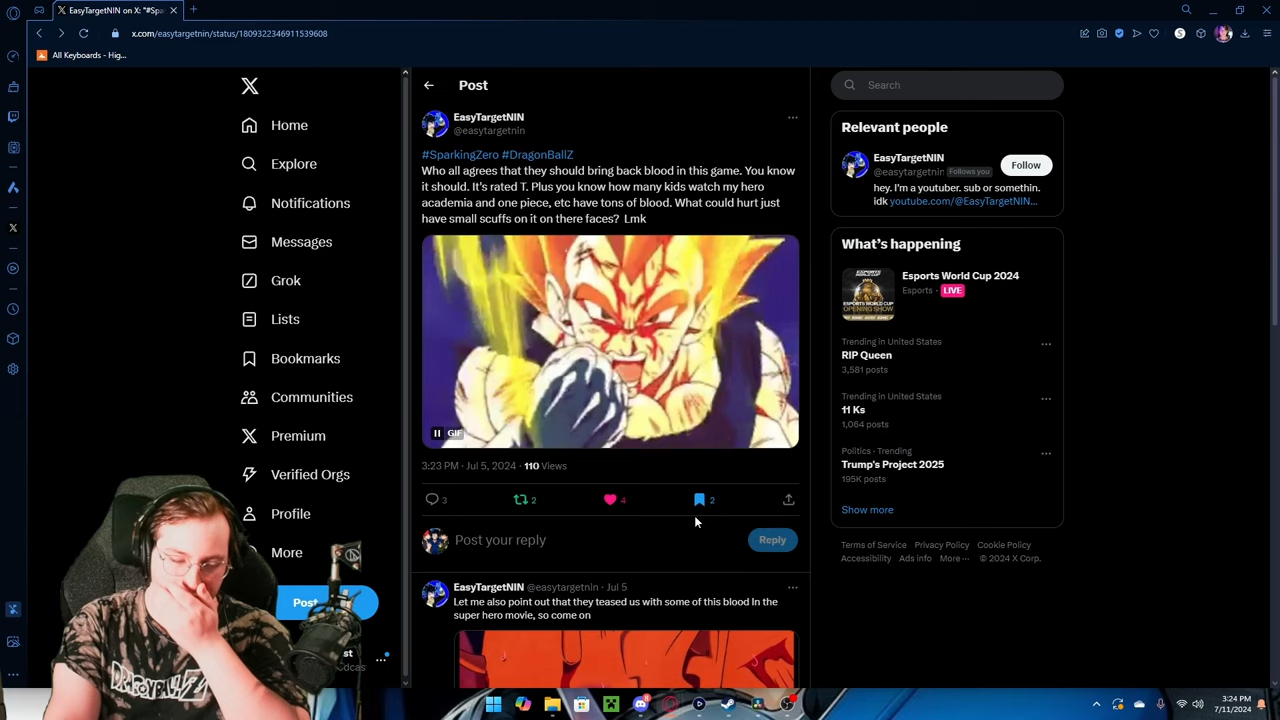 EasyTargetNIN on X: "#Spa
x.com/easytargetnin/status/1809322346911539608
All Keyboards - Hig...
Home
Explore
Notifications
Messages
Grok
Lists
Bookmarks
Communities
Premium
Verified Orgs
Profile
More
Post
Post
EasyTargetNIN
@easytargetnin
#SparkingZero #DragonBallZ
Who all agrees that they should bring back blood in this game. You know
it should. It's rated T. Plus you know how many kids watch my hero
academia and one piece, etc have tons of blood. What could hurt just
have small scuffs on it on there faces? Lmk
GIF
3:23 PM · Jul 5, 2024 · 110 Views
3
2
4
2
Post your reply
Reply
EasyTargetNIN @easytargetnin · Jul 5
Let me also point out that they teased us with some of this blood In the
super hero movie, so come on
Search
Relevant people
EasyTargetNIN
@easytargetnin Follows you
Follow
hey. I'm a youtuber. sub or somethin.
idk youtube.com/@EasyTargetNIN...
What's happening
Esports World Cup 2024
Esports · LIVE
ESPORTS
WORLD CUP
OPENING SHOW
Trending in United States
RIP Queen
3,581 posts
Trending in United States
11 Ks
1,064 posts
Politics · Trending
Trump's Project 2025
195K posts
Show more
Terms of Service Privacy Policy Cookie Policy
Accessibility Ads info More ··· © 2024 X Corp.
DRAGONBALL Z
3:24 PM
7/13/2024